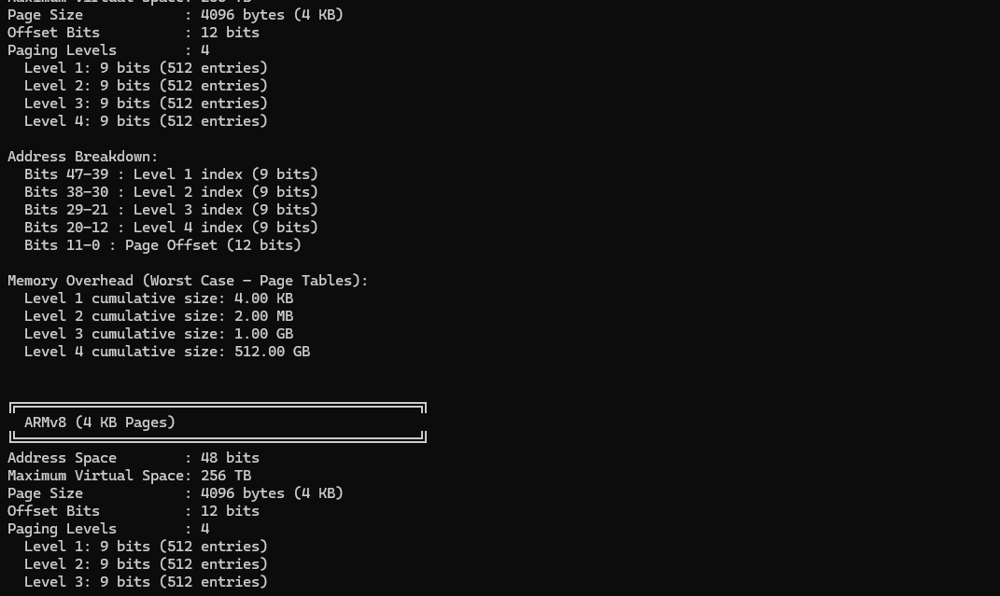 Page Size            : 4096 bytes (4 KB)
Offset Bits          : 12 bits
Paging Levels        : 4
  Level 1: 9 bits (512 entries)
  Level 2: 9 bits (512 entries)
  Level 3: 9 bits (512 entries)
  Level 4: 9 bits (512 entries)
Address Breakdown:
  Bits 47-39 : Level 1 index (9 bits)
  Bits 38-30 : Level 2 index (9 bits)
  Bits 29-21 : Level 3 index (9 bits)
  Bits 20-12 : Level 4 index (9 bits)
  Bits 11-0 : Page Offset (12 bits)
Memory Overhead (Worst Case - Page Tables):
  Level 1 cumulative size: 4.00 KB
  Level 2 cumulative size: 2.00 MB
  Level 3 cumulative size: 1.00 GB
  Level 4 cumulative size: 512.00 GB
  ARMv8 (4 KB Pages)
Address Space        : 48 bits
Maximum Virtual Space: 256 TB
Page Size            : 4096 bytes (4 KB)
Offset Bits          : 12 bits
Paging Levels        : 4
  Level 1: 9 bits (512 entries)
  Level 2: 9 bits (512 entries)
  Level 3: 9 bits (512 entries)